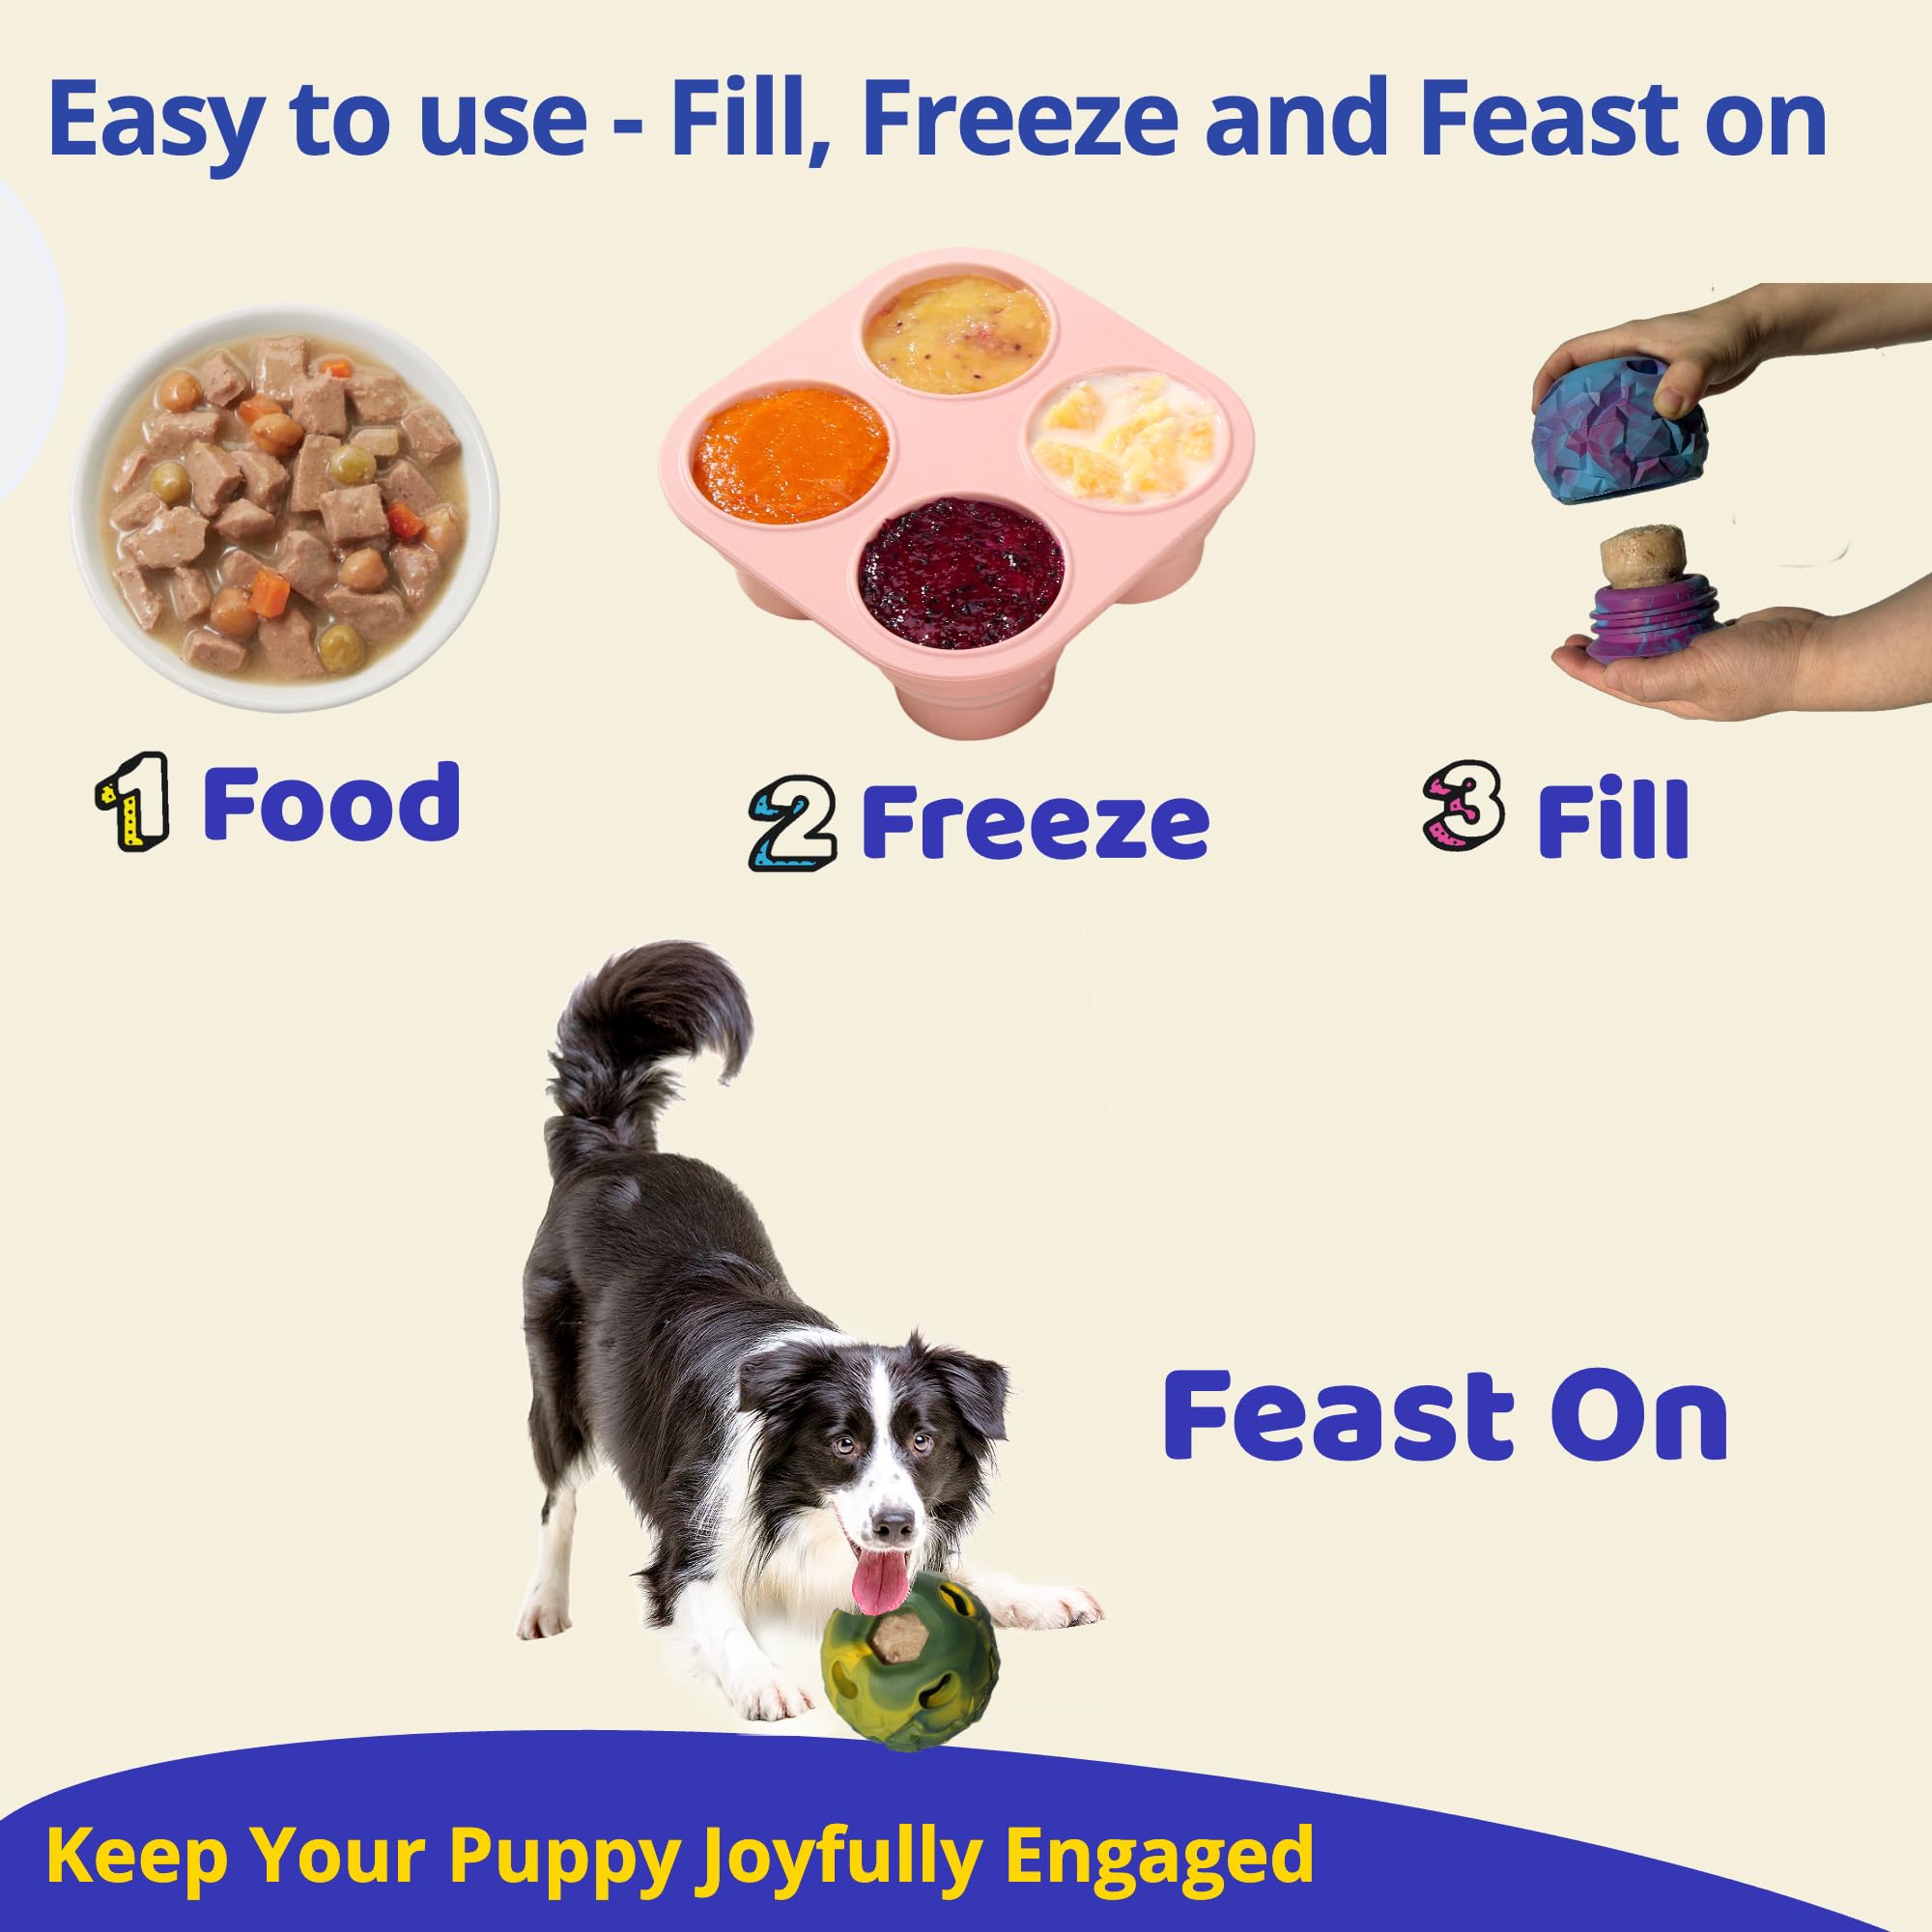 Easy to use - Fill, Freeze and Feast on
1 Food
2 Freeze
3 Fill
Feast On
Keep Your Puppy Joyfully Engaged